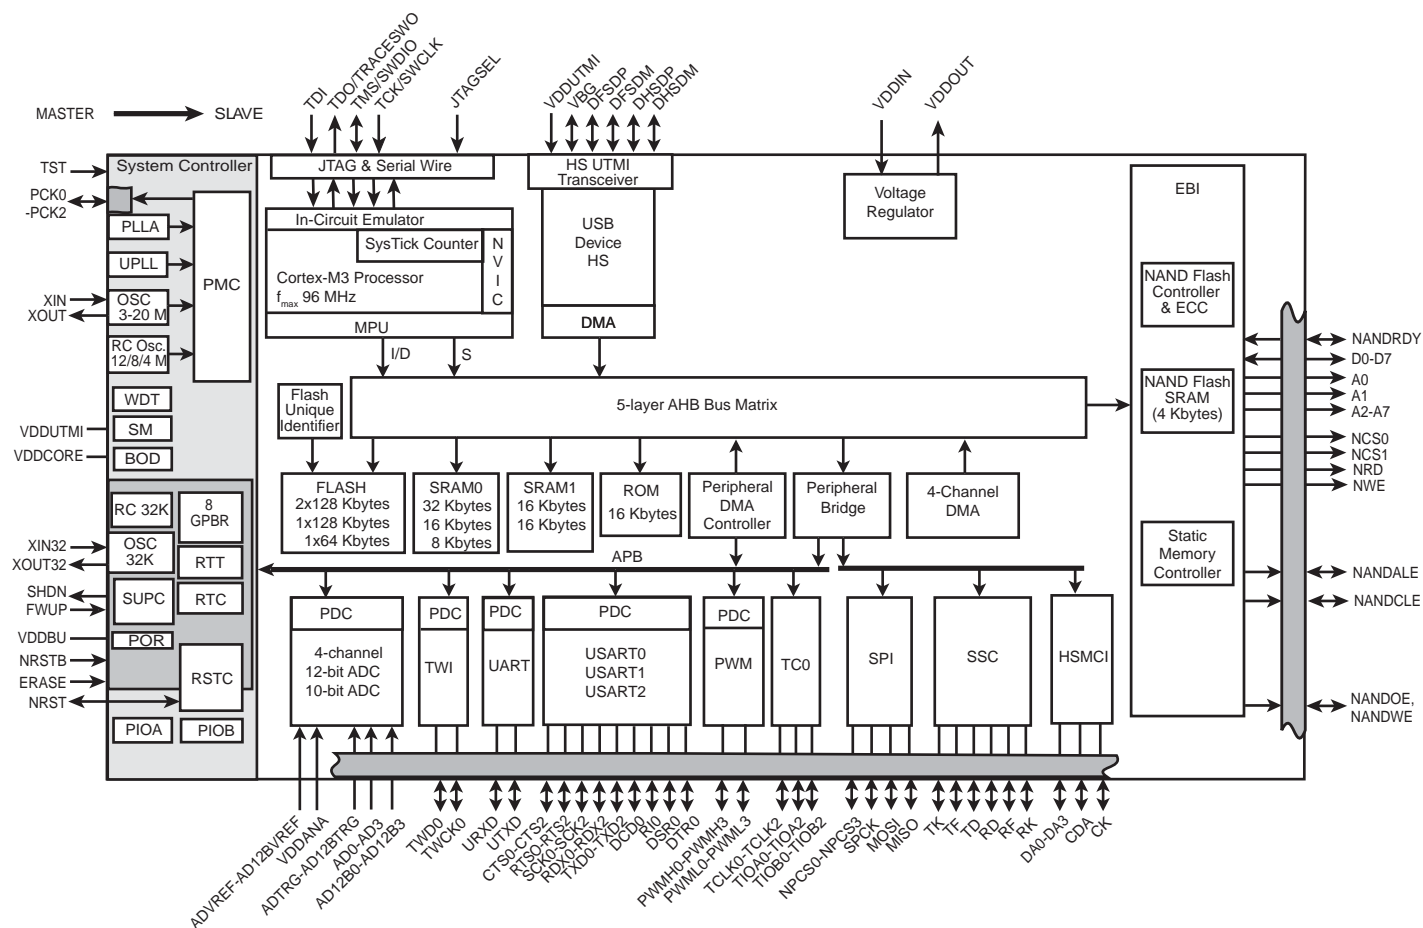 TDI
TDO/TRACESWO
TMS/SWDIO
TCK/SWCLK
JTAGSEL
VDDUTMI
VBG
DFSDP
DFSDM
DHSDP
DHSDM
VDDIN
VDDOUT
MASTER
SLAVE
TST
PCK0
-PCK2
XIN
XOUT
VDDUTMI
VDDCORE
XIN32
XOUT32
SHDN
FWUP
VDDBU
NRSTB
ERASE
NRST
System Controller
PLLA
UPLL
OSC
3-20 M
RC Osc.
12/8/4 M
PMC
WDT
SM
BOD
RC 32K
8
GPBR
OSC
32K
RTT
SUPC
RTC
POR
RSTC
PIOA
PIOB
JTAG & Serial Wire
In-Circuit Emulator
SysTick Counter
N
V
I
C
Cortex-M3 Processor
fmax 96 MHz
MPU
I/D
S
HS UTMI
Transceiver
USB
Device
HS
DMA
Voltage
Regulator
EBI
NAND Flash
Controller
& ECC
NAND Flash
SRAM
(4 Kbytes)
Static
Memory
Controller
Flash
Unique
Identifier
5-layer AHB Bus Matrix
FLASH
2x128 Kbytes
1x128 Kbytes
1x64 Kbytes
SRAM0
32 Kbytes
16 Kbytes
8 Kbytes
SRAM1
16 Kbytes
16 Kbytes
ROM
16 Kbytes
Peripheral
DMA
Controller
Peripheral
Bridge
4-Channel
DMA
APB
PDC
4-channel
12-bit ADC
10-bit ADC
PDC
TWI
PDC
UART
PDC
USART0
USART1
USART2
PDC
PWM
TC0
SPI
SSC
HSMCI
NANDRDY
D0-D7
A0
A1
A2-A7
NCS0
NCS1
NRD
NWE
NANDALE
NANDCLE
NANDOE,
NANDWE
ADVREF-AD12BVREF
VDDANA
ADTRG-AD12BTRG
AD0-AD3
AD12B0-AD12B3
TWD0
TWCK0
URXD
UTXD
CTS0-CTS2
RTS0-RTS2
SCK0-SCK2
RDX0-RDX2
TXD0-TXD2
DCD0
RI0
DSR0
DTR0
PWMH0-PWMH3
PWML0-PWML3
TCLK0-TCLK2
TIOA0-TIOA2
TIOB0-TIOB2
NPCS0-NPCS3
SPCK
MOSI
MISO
TK
TF
TD
RD
RF
RK
DA0-DA3
CDA
CK